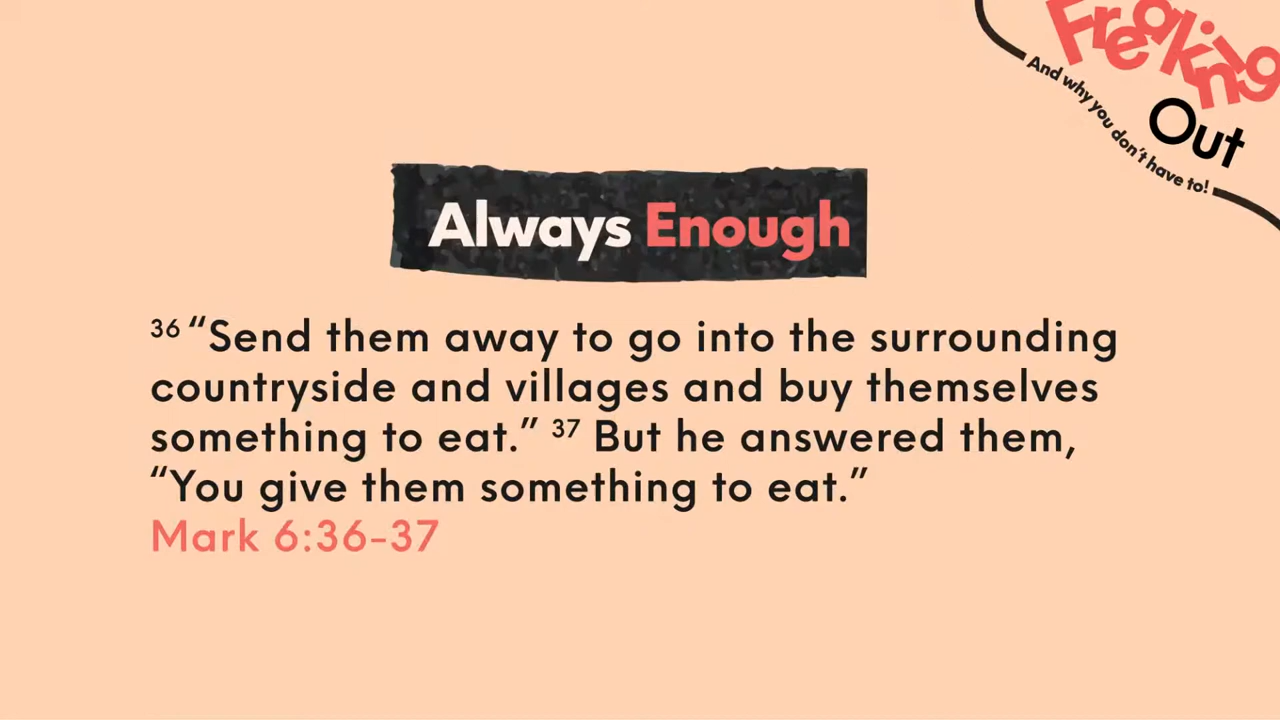 Freaking
Out
And why you don't have to!
Always Enough
36 “Send them away to go into the surrounding
countryside and villages and buy themselves
something to eat.” 37 But he answered them,
“You give them something to eat.”
Mark 6:36-37